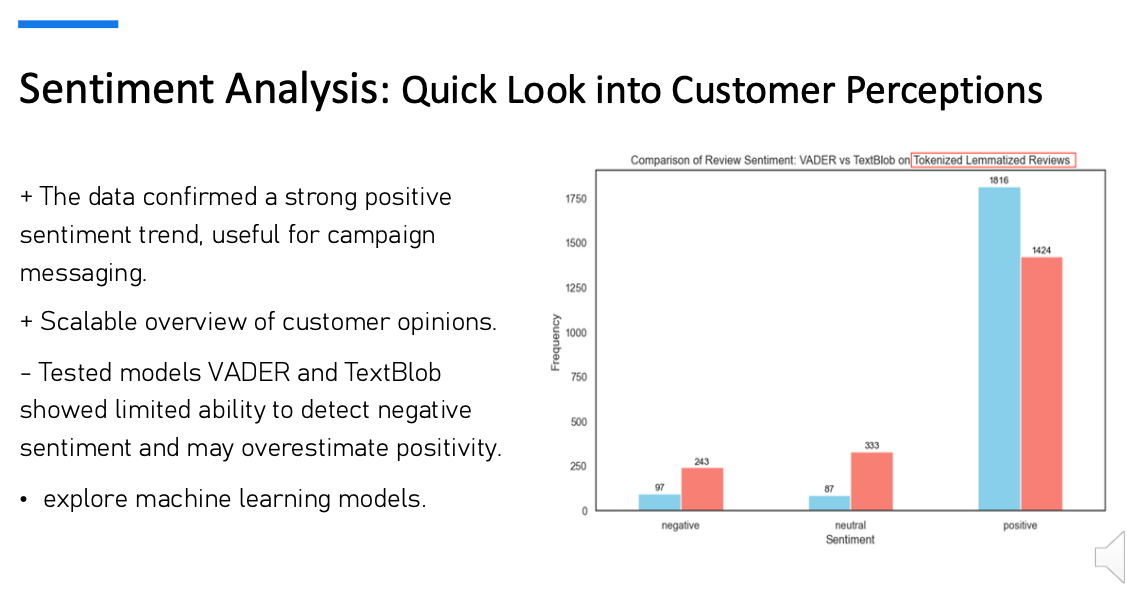 Sentiment Analysis: Quick Look into Customer Perceptions
+ The data confirmed a strong positive
sentiment trend, useful for campaign
messaging.
+ Scalable overview of customer opinions.
– Tested models VADER and TextBlob
showed limited ability to detect negative
sentiment and may overestimate positivity.
• explore machine learning models.
Comparison of Review Sentiment: VADER vs TextBlob on Tokenized Lemmatized Reviews
Frequency
1750
1500
1250
1000
750
500
250
0
97
243
87
333
1816
1424
negative
neutral
positive
Sentiment